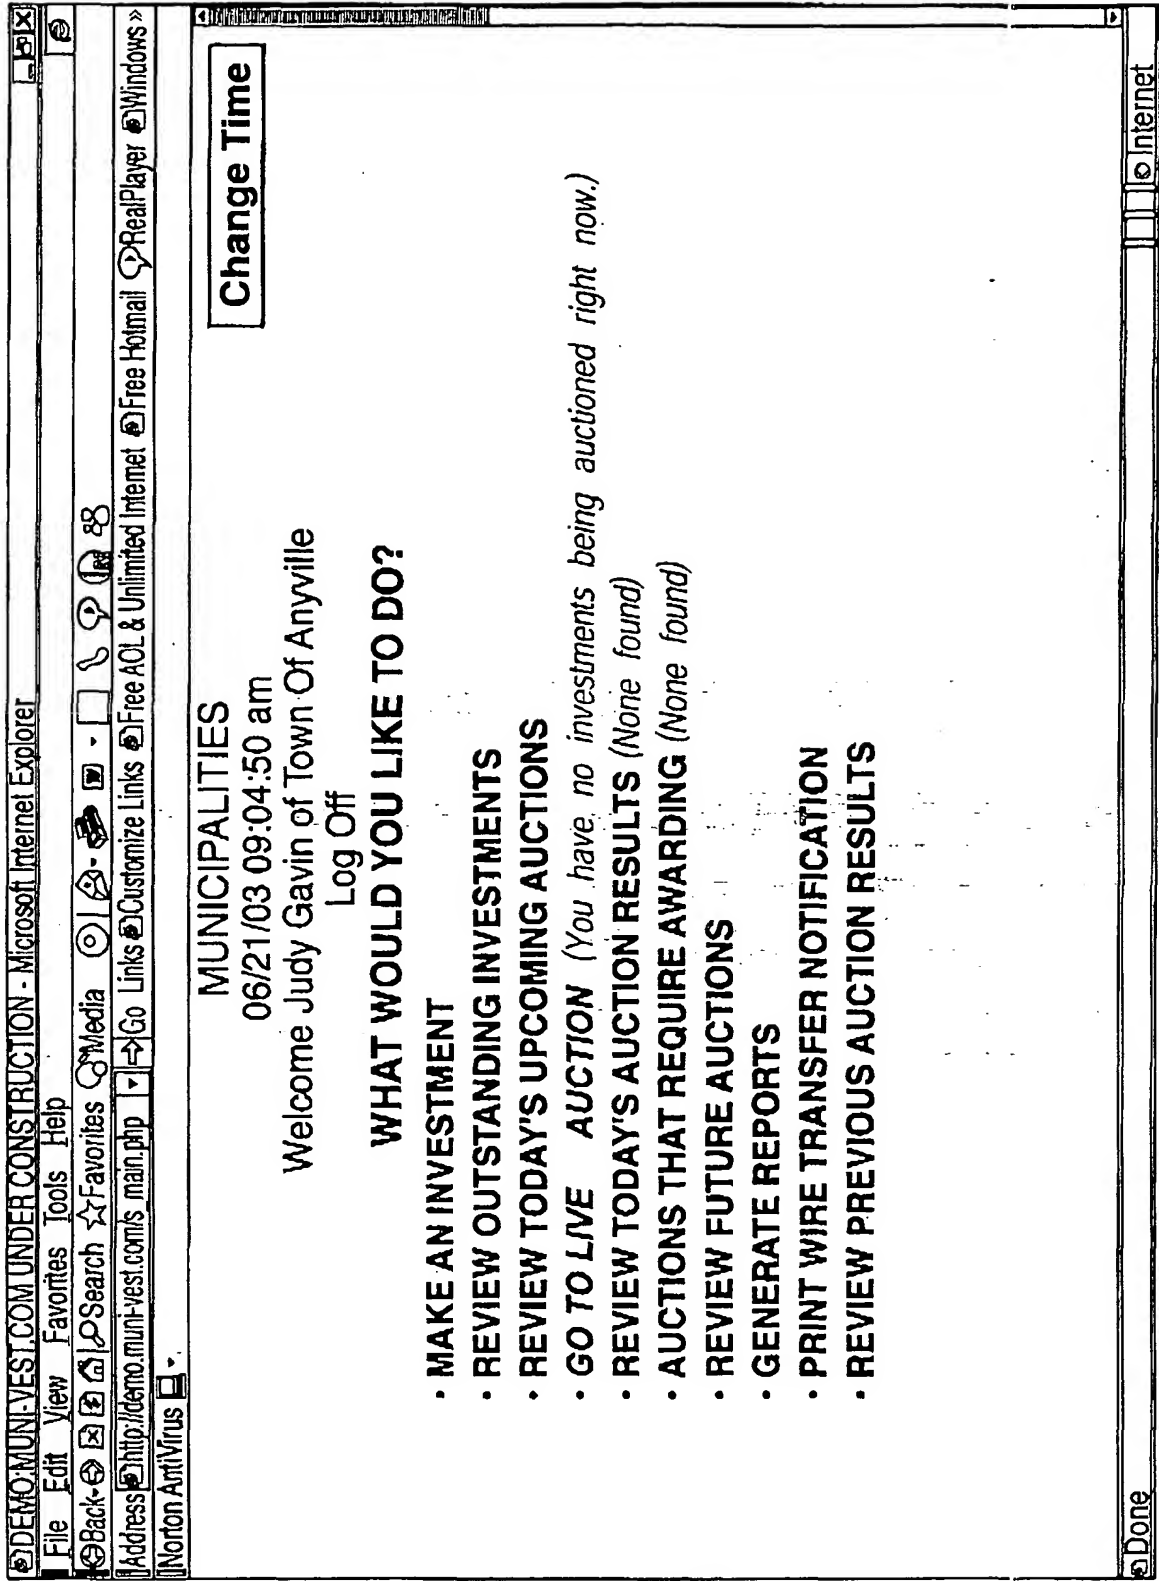 DEMO:MUNI-VEST.COM UNDER CONSTRUCTION - Microsoft Internet Explorer
File Edit View Favorites Tools Help
Back Search Favorites Media
Address http://demo.muni-vest.com/s_main.php Go Links Customize Links Free AOL & Unlimited Internet Free Hotmail RealPlayer Windows »
Norton AntiVirus
MUNICIPALITIES
06/21/03 09:04:50 am
Change Time
Welcome Judy Gavin of Town Of Anyville
Log Off
WHAT WOULD YOU LIKE TO DO?
• MAKE AN INVESTMENT
• REVIEW OUTSTANDING INVESTMENTS
• REVIEW TODAY'S UPCOMING AUCTIONS
• GO TO LIVE AUCTION (You have no investments being auctioned right now.)
• REVIEW TODAY'S AUCTION RESULTS (None found)
• AUCTIONS THAT REQUIRE AWARDING (None found)
• REVIEW FUTURE AUCTIONS
• GENERATE REPORTS
• PRINT WIRE TRANSFER NOTIFICATION
• REVIEW PREVIOUS AUCTION RESULTS
Done Internet